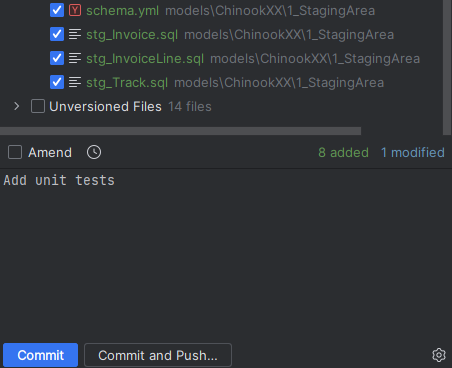 schema.yml models\ChinookXX\1_StagingArea
stg_Invoice.sql models\ChinookXX\1_StagingArea
stg_InvoiceLine.sql models\ChinookXX\1_StagingArea
stg_Track.sql models\ChinookXX\1_StagingArea
Unversioned Files 14 files
Amend 8 added 1 modified
Add unit tests
Commit Commit and Push...